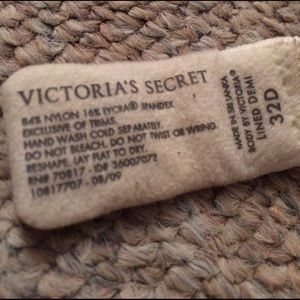 VICTORIA'S SECRET
84% NYLON 16% LYCRA® SPANDEX
EXCLUSIVE OF TRIMS.
HAND WASH COLD SEPARATELY.
DO NOT BLEACH. DO NOT TWIST OR WRING.
RESHAPE. LAY FLAT TO DRY.
RN# 70817 - ID# 36007072
10817707 - 08/09
32D
LINED DEMI
BODY BY VICTORIA®
MADE IN SRI LANKA